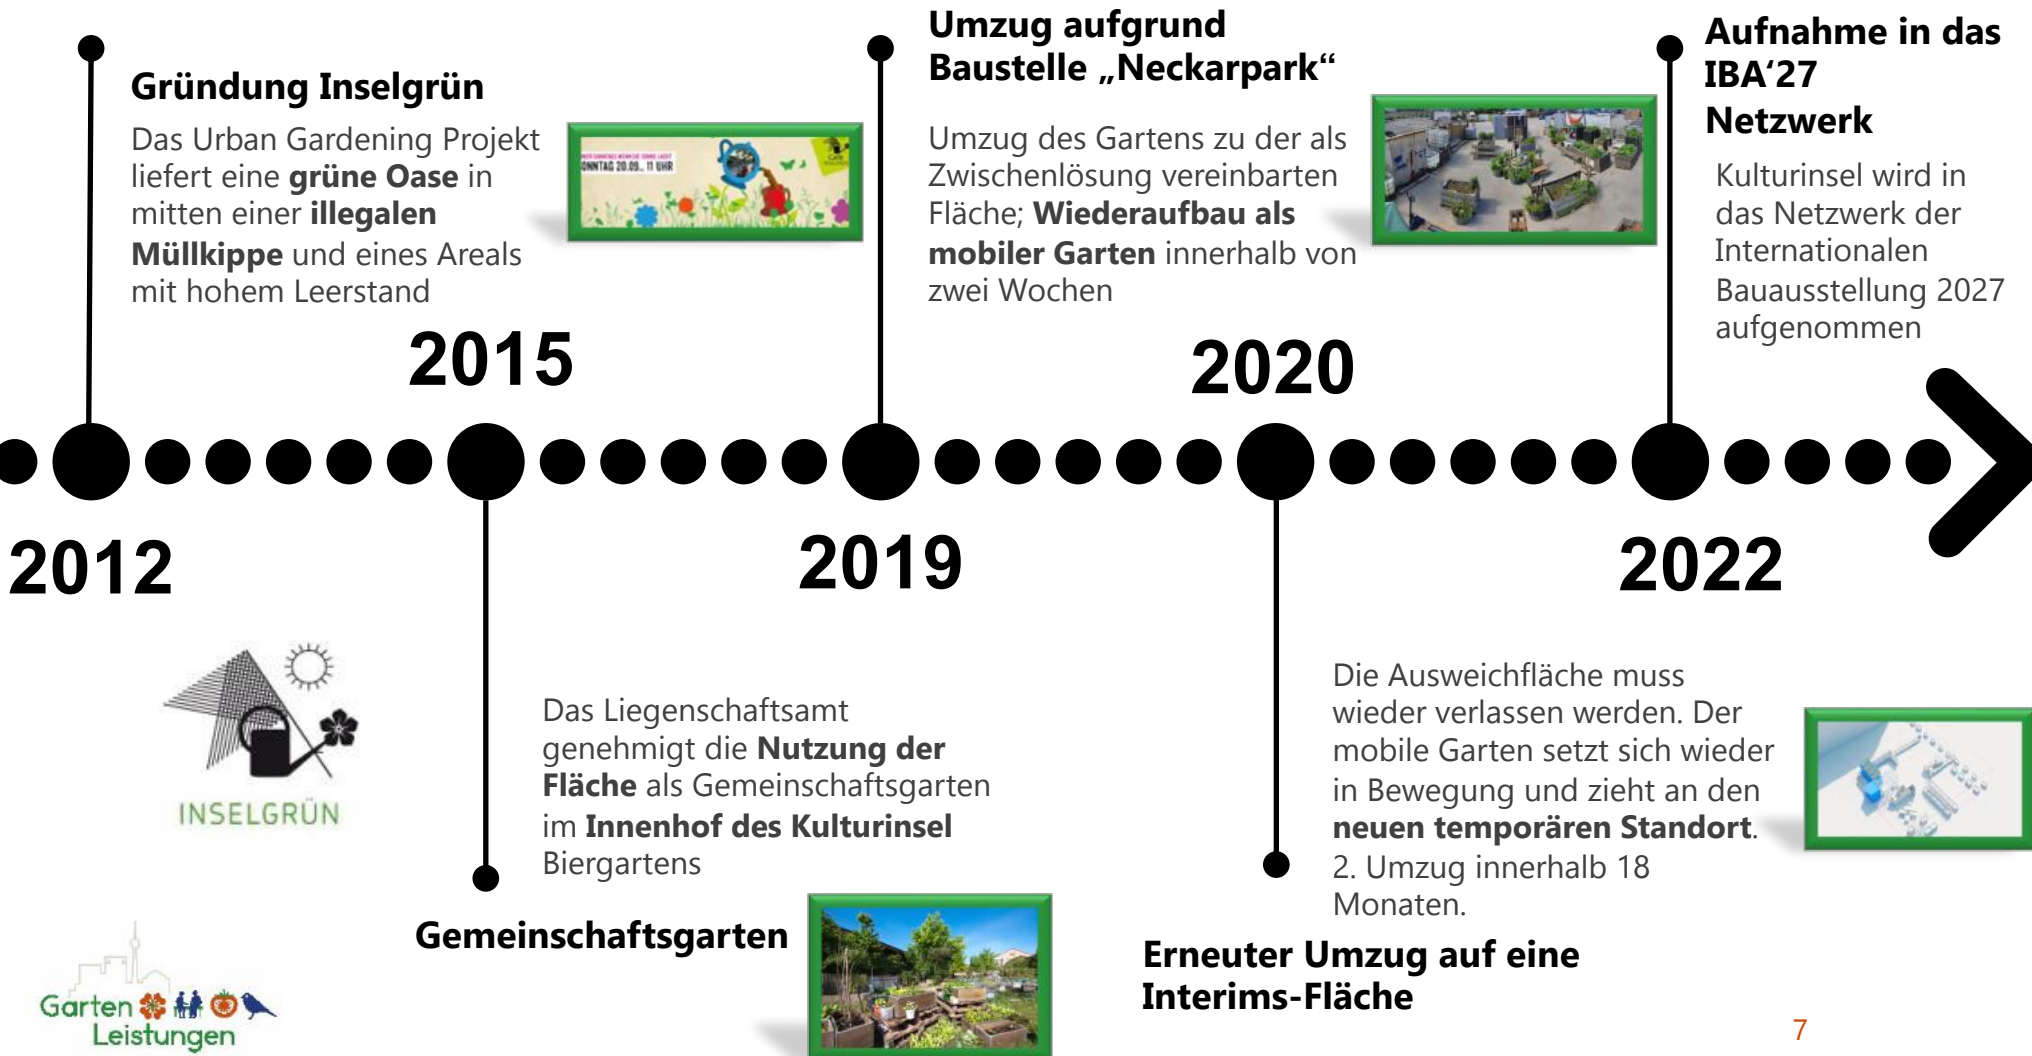 Gründung Inselgrün
Das Urban Gardening Projekt
liefert eine grüne Oase in
mitten einer illegalen
Müllkippe und eines Areals
mit hohem Leerstand
SONNTAG 20.09., 11 UHR
2015
Umzug aufgrund
Baustelle „Neckarpark“
Umzug des Gartens zu der als
Zwischenlösung vereinbarten
Fläche; Wiederaufbau als
mobiler Garten innerhalb von
zwei Wochen
2020
Aufnahme in das
IBA‘27
Netzwerk
Kulturinsel wird in
das Netzwerk der
Internationalen
Bauausstellung 2027
aufgenommen
2012
2019
2022
INSELGRÜN
Das Liegenschaftsamt
genehmigt die Nutzung der
Fläche als Gemeinschaftsgarten
im Innenhof des Kulturinsel
Biergartens
Gemeinschaftsgarten
Die Ausweichfläche muss
wieder verlassen werden. Der
mobile Garten setzt sich wieder
in Bewegung und zieht an den
neuen temporären Standort.
2. Umzug innerhalb 18
Monaten.
Erneuter Umzug auf eine
Interims-Fläche
Garten
Leistungen
7